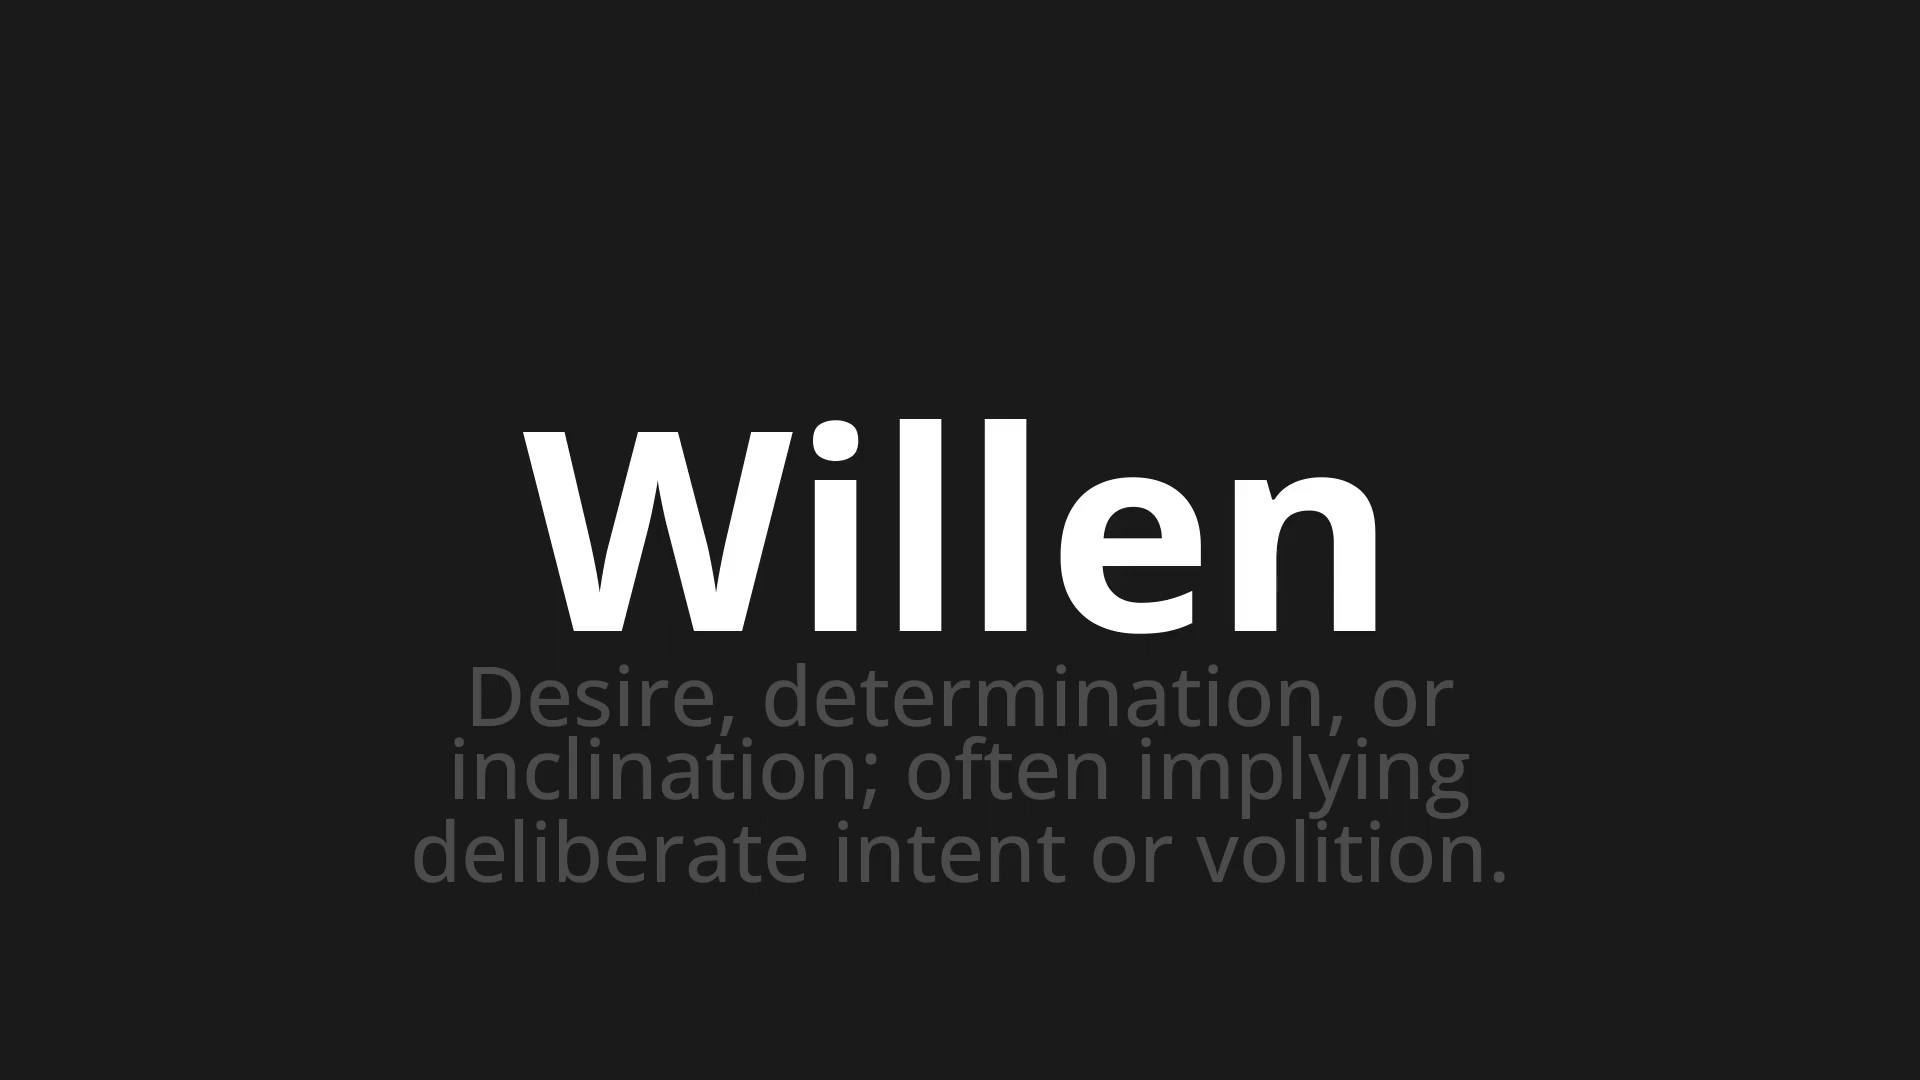 Willen
Desire, determination, or
inclination; often implying
deliberate intent or volition.